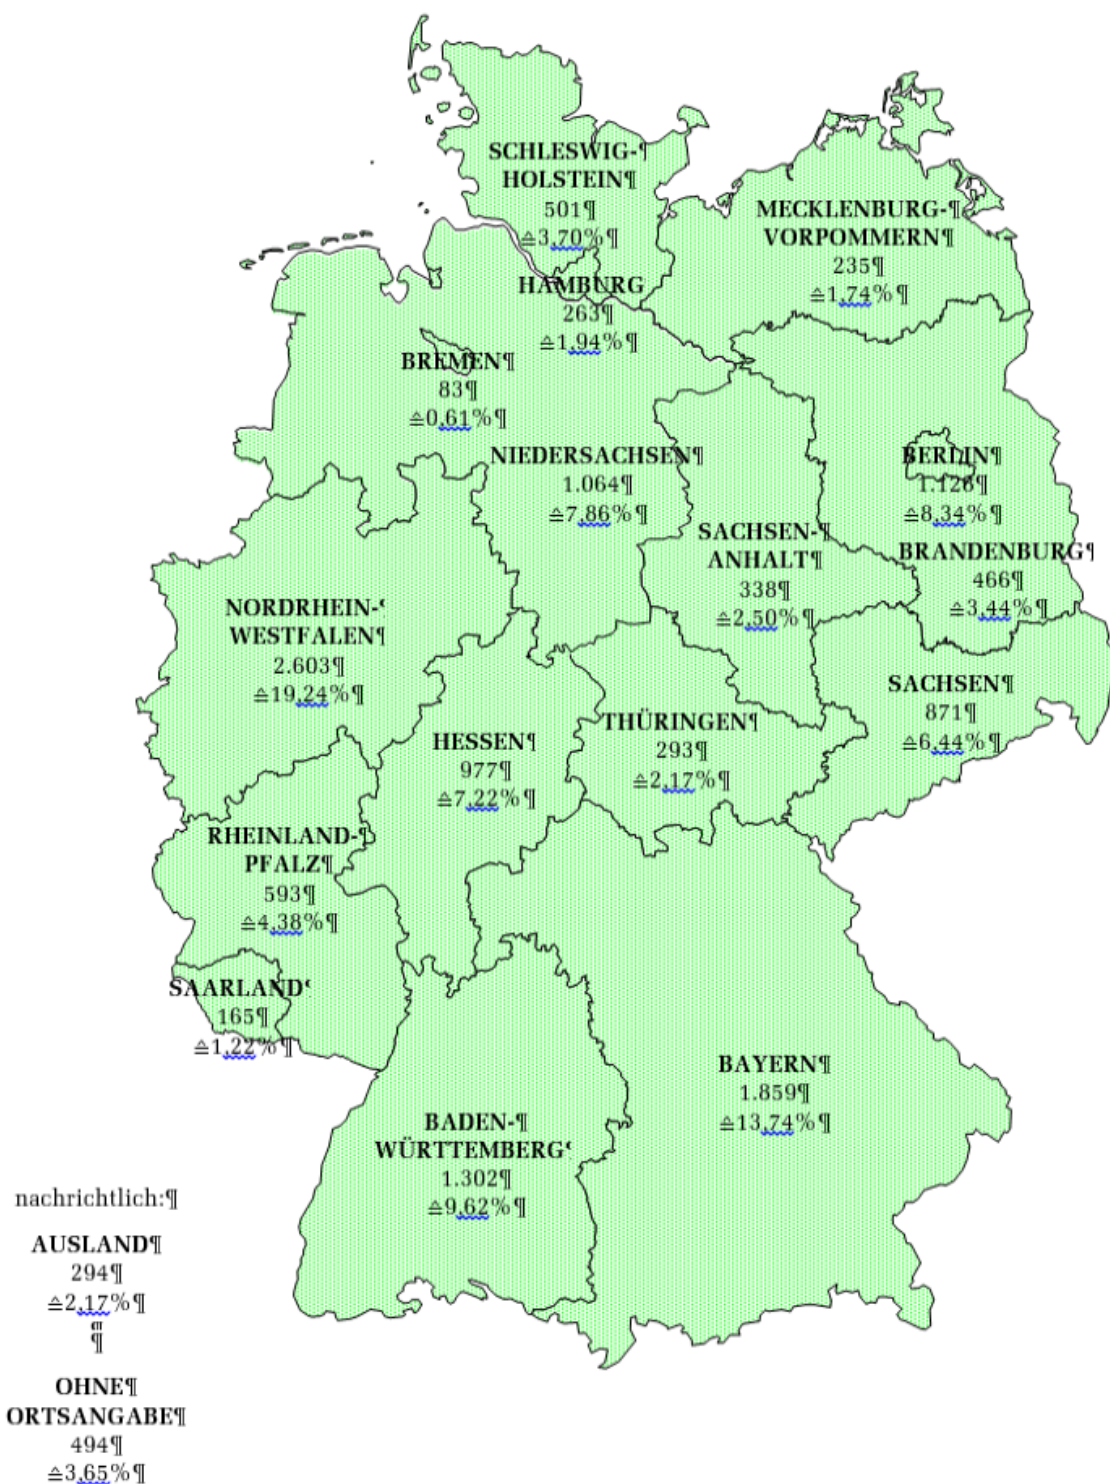 SCHLESWIG-¶
HOLSTEIN¶
501¶
≙3,70%¶
MECKLENBURG-¶
VORPOMMERN¶
235¶
≙1,74%¶
HAMBURG
263¶
≙1,94%¶
BREMEN¶
83¶
≙0,61%¶
NIEDERSACHSEN¶
1.064¶
≙7,86%¶
BERLIN¶
1.128¶
≙8,34%¶
SACHSEN-¶
ANHALT¶
338¶
≙2,50%¶
BRANDENBURG¶
466¶
≙3,44%¶
NORDRHEIN-¶
WESTFALEN¶
2.603¶
≙19,24%¶
SACHSEN¶
871¶
≙6,44%¶
THÜRINGEN¶
293¶
≙2,17%¶
HESSEN¶
977¶
≙7,22%¶
RHEINLAND-¶
PFALZ¶
593¶
≙4,38%¶
SAARLAND¶
165¶
≙1,22%¶
BAYERN¶
1.859¶
≙13,74%¶
BADEN-¶
WÜRTTEMBERG¶
1.302¶
≙9,62%¶
nachrichtlich:¶
AUSLAND¶
294¶
≙2,17%¶
¶
¶
OHNE¶
ORTSANGABE¶
494¶
≙3,65%¶